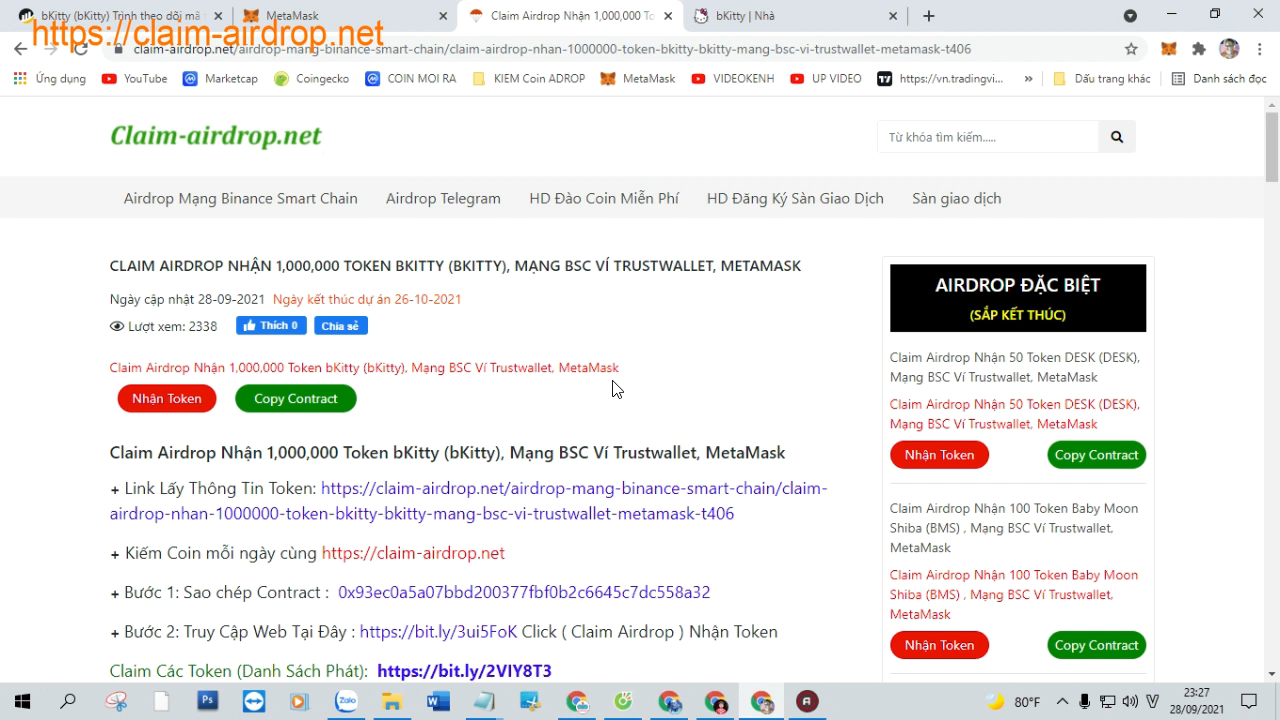 bKitty (bKitty) Trình theo dõi mã
MetaMask
Claim Airdrop Nhận 1,000,000 To
bKitty | Nhà
https://claim-airdrop.net
claim-airdrop.net/airdrop-mang-binance-smart-chain/claim-airdrop-nhan-1000000-token-bkitty-bkitty-mang-bsc-vi-trustwallet-metamask-t406
Ứng dụng
YouTube
Marketcap
Coingecko
COIN MOI RA
KIEM Coin ADROP
MetaMask
VIDEOKENH
UP VIDEO
https://vn.tradingvi...
»
Dấu trang khác
Danh sách đọc
Claim-airdrop.net
Từ khóa tìm kiếm.....
Airdrop Mạng Binance Smart Chain
Airdrop Telegram
HD Đào Coin Miễn Phí
HD Đăng Ký Sàn Giao Dịch
Sàn giao dịch
CLAIM AIRDROP NHẬN 1,000,000 TOKEN BKITTY (BKITTY), MẠNG BSC VÍ TRUSTWALLET, METAMASK
Ngày cập nhật 28-09-2021 Ngày kết thúc dự án 26-10-2021
Lượt xem: 2338
Thích 0
Chia sẻ
Claim Airdrop Nhận 1,000,000 Token bKitty (bKitty), Mạng BSC Ví Trustwallet, MetaMask
Nhận Token
Copy Contract
Claim Airdrop Nhận 1,000,000 Token bKitty (bKitty), Mạng BSC Ví Trustwallet, MetaMask
+ Link Lấy Thông Tin Token: https://claim-airdrop.net/airdrop-mang-binance-smart-chain/claim-
airdrop-nhan-1000000-token-bkitty-bkitty-mang-bsc-vi-trustwallet-metamask-t406
+ Kiếm Coin mỗi ngày cùng https://claim-airdrop.net
+ Bước 1: Sao chép Contract : 0x93ec0a5a07bbd200377fbf0b2c6645c7dc558a32
+ Bước 2: Truy Cập Web Tại Đây : https://bit.ly/3ui5FoK Click ( Claim Airdrop ) Nhận Token
Claim Các Token (Danh Sách Phát): https://bit.ly/2VIY8T3
AIRDROP ĐẶC BIỆT
(SẮP KẾT THÚC)
Claim Airdrop Nhận 50 Token DESK (DESK),
Mạng BSC Ví Trustwallet, MetaMask
Claim Airdrop Nhận 50 Token DESK (DESK),
Mạng BSC Ví Trustwallet, MetaMask
Nhận Token
Copy Contract
Claim Airdrop Nhận 100 Token Baby Moon
Shiba (BMS) , Mạng BSC Ví Trustwallet,
MetaMask
Claim Airdrop Nhận 100 Token Baby Moon
Shiba (BMS) , Mạng BSC Ví Trustwallet,
MetaMask
Nhận Token
Copy Contract
Ps
Zalo
80°F
23:27
28/09/2021